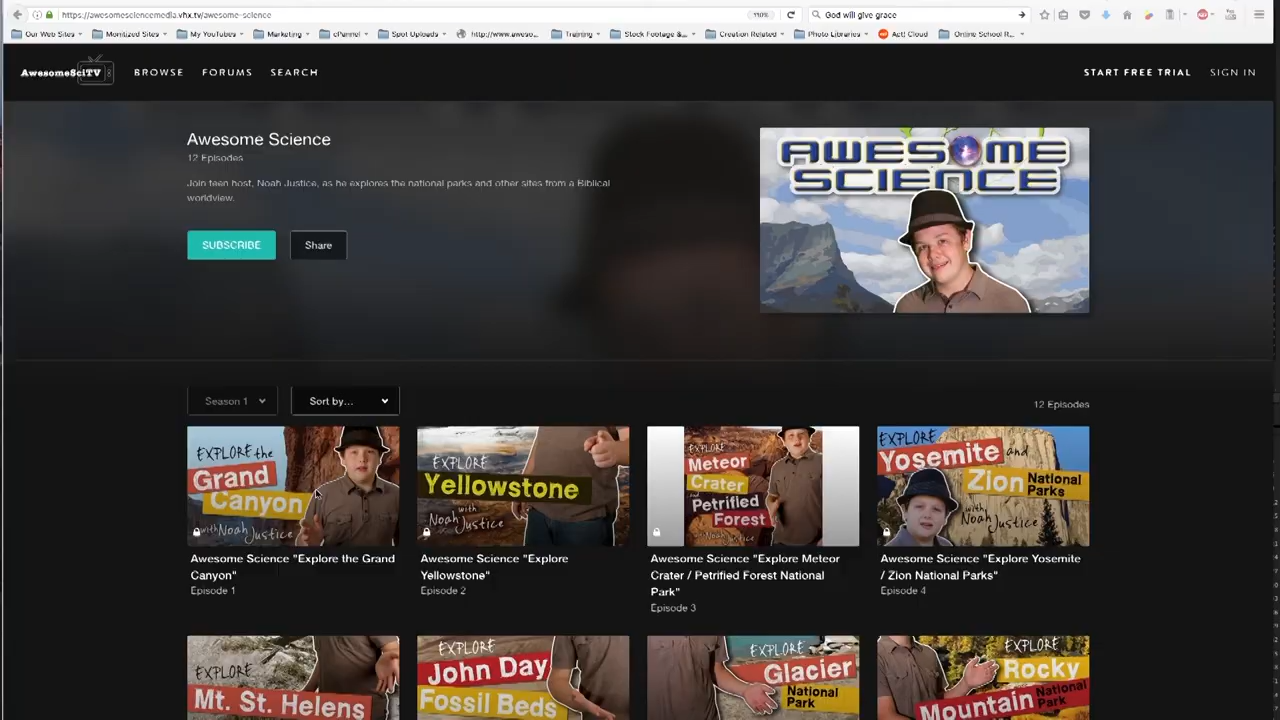 https://awesomesciencemedia.vhx.tv/awesome-science
110%
God will give grace
Our Web Sites
Monitized Sites
My YouTubes
Marketing
cPannel
Spot Uploads
http://www.aweso...
Training
Stock Footage &...
Creation Related
Photo Libraries
Act! Cloud
Online School R...
AwesomeSciTV
BROWSE
FORUMS
SEARCH
START FREE TRIAL
SIGN IN
Awesome Science
12 Episodes
Join teen host, Noah Justice, as he explores the national parks and other sites from a Biblical
worldview.
SUBSCRIBE
Share
AWESOME
SCIENCE
Season 1
Sort by...
12 Episodes
EXPLORE the
Grand
Canyon
with Noah Justice
Awesome Science "Explore the Grand
Canyon"
Episode 1
EXPLORE
Yellowstone
with
Noah Justice
Awesome Science "Explore
Yellowstone"
Episode 2
EXPLORE
Meteor
Crater
and
Petrified
Forest
with
Noah Justice
Awesome Science "Explore Meteor
Crater / Petrified Forest National
Park"
Episode 3
EXPLORE
Yosemite and
Zion National
Parks
with
Noah Justice
Awesome Science "Explore Yosemite
/ Zion National Parks"
Episode 4
EXPLORE
Mt. St. Helens
EXPLORE
John Day
Fossil Beds
EXPLORE
Glacier
National
Park
EXPLORE
Rocky
Mountain National
Park